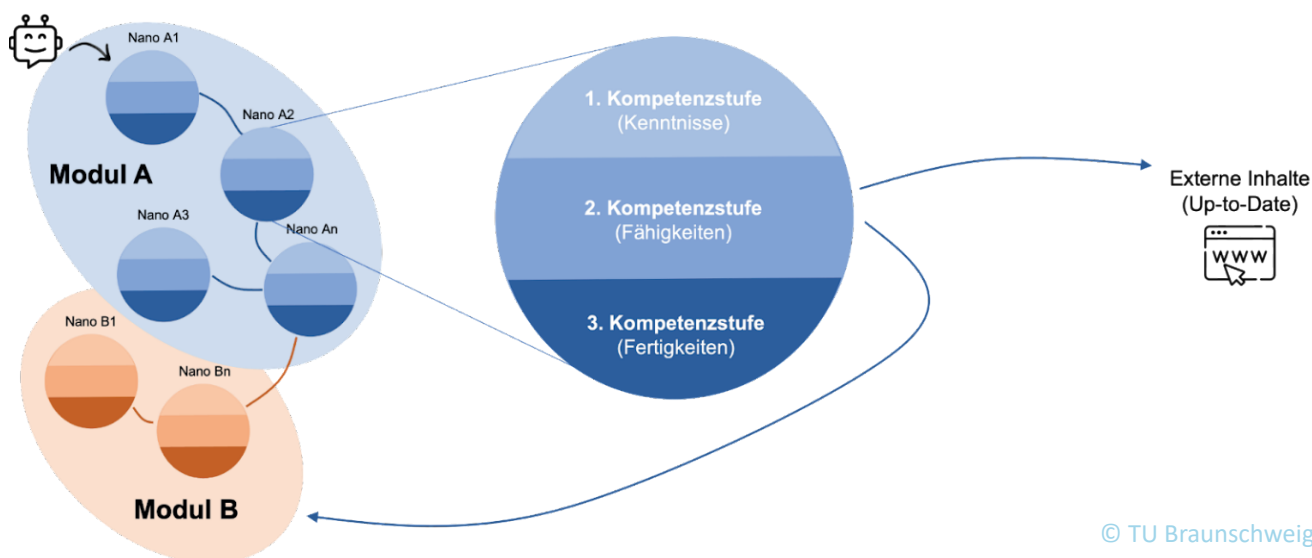 Nano A1
Nano A2
Modul A
Nano A3
Nano An
Nano B1
Nano Bn
Modul B
1. Kompetenzstufe
(Kenntnisse)
2. Kompetenzstufe
(Fähigkeiten)
3. Kompetenzstufe
(Fertigkeiten)
Externe Inhalte
(Up-to-Date)
WWW
© TU Braunschweig